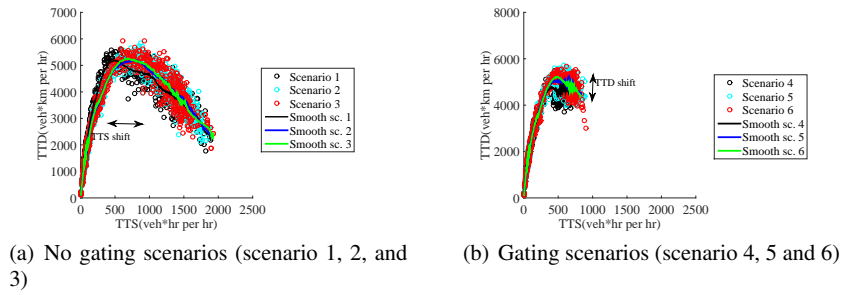 7000
6000
5000
4000
3000
2000
1000
0
TTD(veh*km per hr)
TTS shift
0 500 1000 1500 2000 2500
TTS(veh*hr per hr)
Scenario 1
Scenario 2
Scenario 3
Smooth sc. 1
Smooth sc. 2
Smooth sc. 3
(a) No gating scenarios (scenario 1, 2, and
3)
8000
6000
4000
2000
0
TTD(veh*km per hr)
TTD shift
0 500 1000 1500 2000 2500
TTS(veh*hr per hr)
Scenario 4
Scenario 5
Scenario 6
Smooth sc. 4
Smooth sc. 5
Smooth sc. 6
(b) Gating scenarios (scenario 4, 5 and 6)